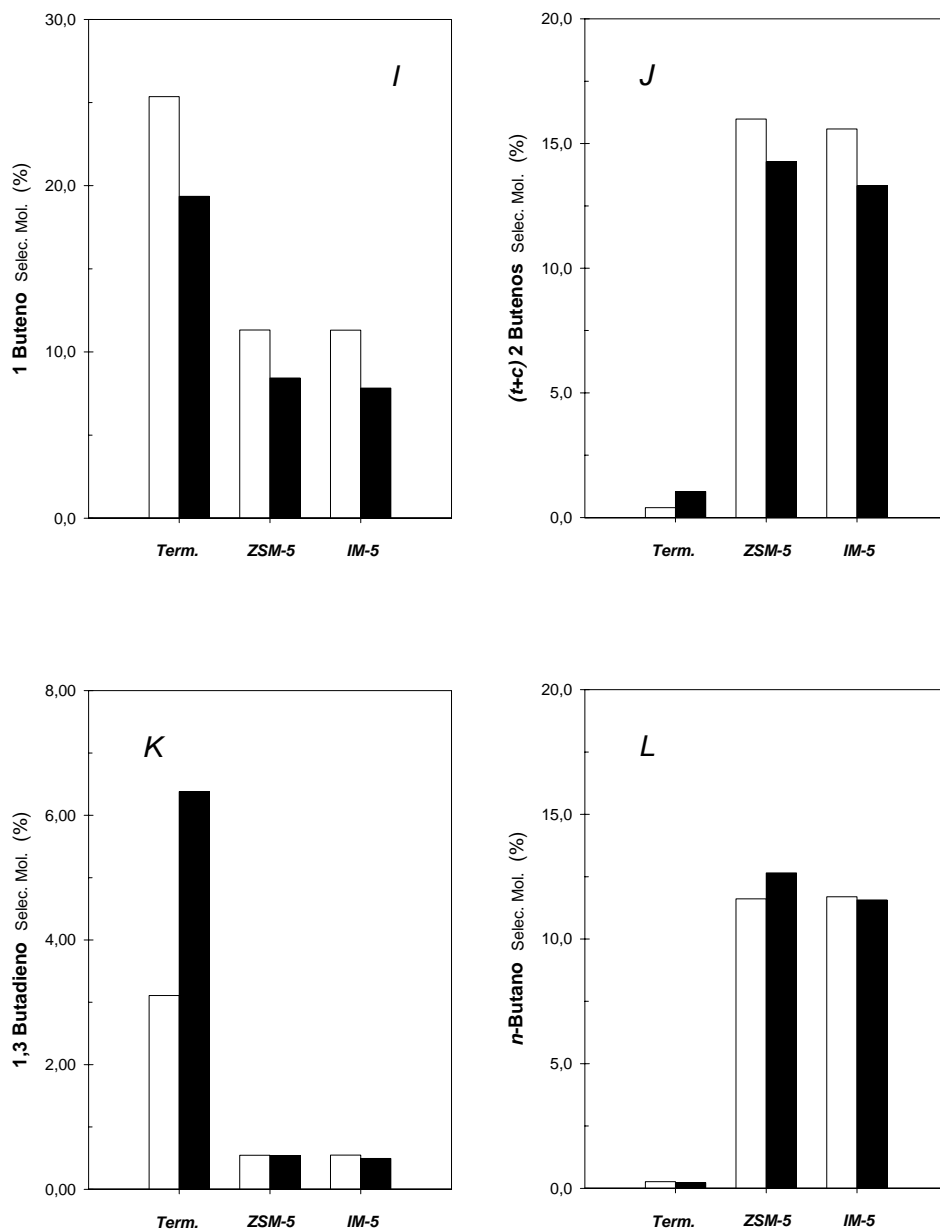 30,0
20,0
10,0
0,0
1 Buteno Selec. Mol. (%)
I
Term. ZSM-5 IM-5
20,0
15,0
10,0
5,0
0,0
(t+c) 2 Butenos Selec. Mol. (%)
J
Term. ZSM-5 IM-5
8,00
6,00
4,00
2,00
0,00
1,3 Butadieno Selec. Mol. (%)
K
Term. ZSM-5 IM-5
20,0
15,0
10,0
5,0
0,0
n-Butano Selec. Mol. (%)
L
Term. ZSM-5 IM-5